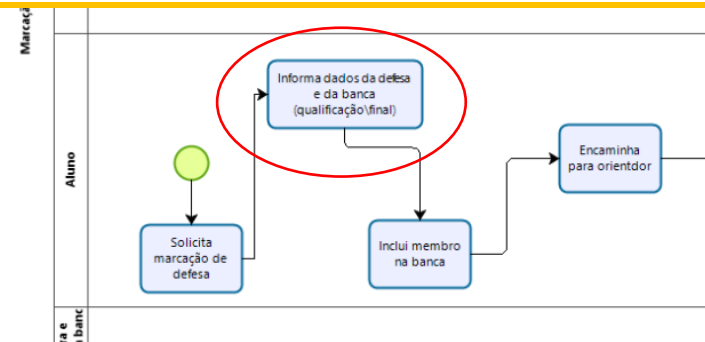 Marcaçã
Aluno
Informa dados da defesa
e da banca
(qualificação\final)
Encaminha
para orientdor
Solicita
marcação de
defesa
Inclui membro
na banca
banc